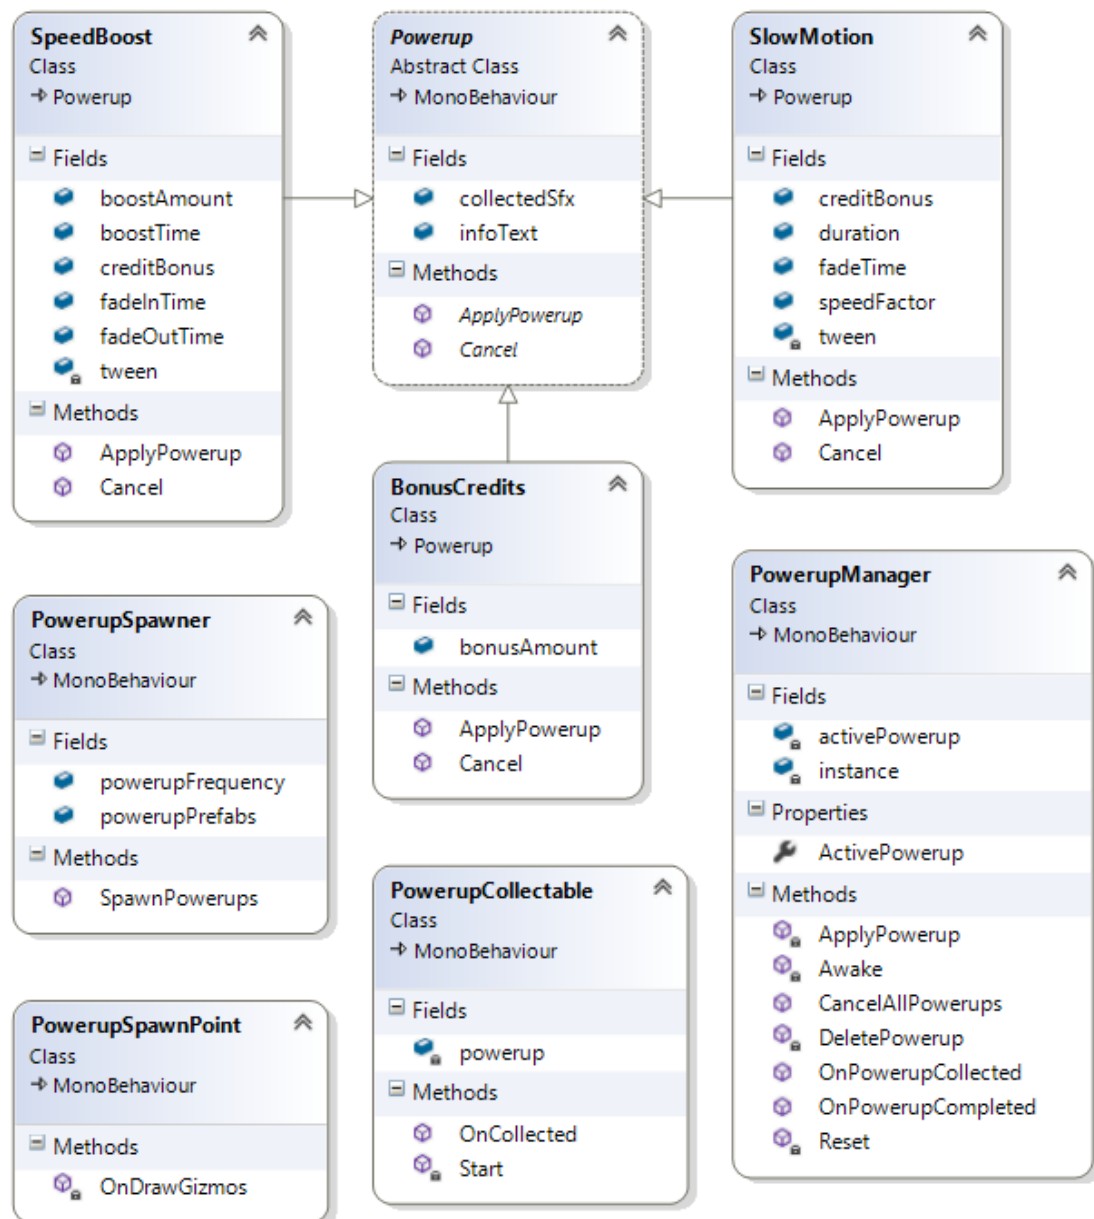 SpeedBoost
Class
Powerup
Fields
boostAmount
boostTime
creditBonus
fadeInTime
fadeOutTime
tween
Methods
ApplyPowerup
Cancel
Powerup
Abstract Class
MonoBehaviour
Fields
collectedSfx
infoText
Methods
ApplyPowerup
Cancel
SlowMotion
Class
Powerup
Fields
creditBonus
duration
fadeTime
speedFactor
tween
Methods
ApplyPowerup
Cancel
BonusCredits
Class
Powerup
Fields
bonusAmount
Methods
ApplyPowerup
Cancel
PowerupSpawner
Class
MonoBehaviour
Fields
powerupFrequency
powerupPrefabs
Methods
SpawnPowerups
PowerupManager
Class
MonoBehaviour
Fields
activePowerup
instance
Properties
ActivePowerup
Methods
ApplyPowerup
Awake
CancelAllPowerups
DeletePowerup
OnPowerupCollected
OnPowerupCompleted
Reset
PowerupCollectable
Class
MonoBehaviour
Fields
powerup
Methods
OnCollected
Start
PowerupSpawnPoint
Class
MonoBehaviour
Methods
OnDrawGizmos